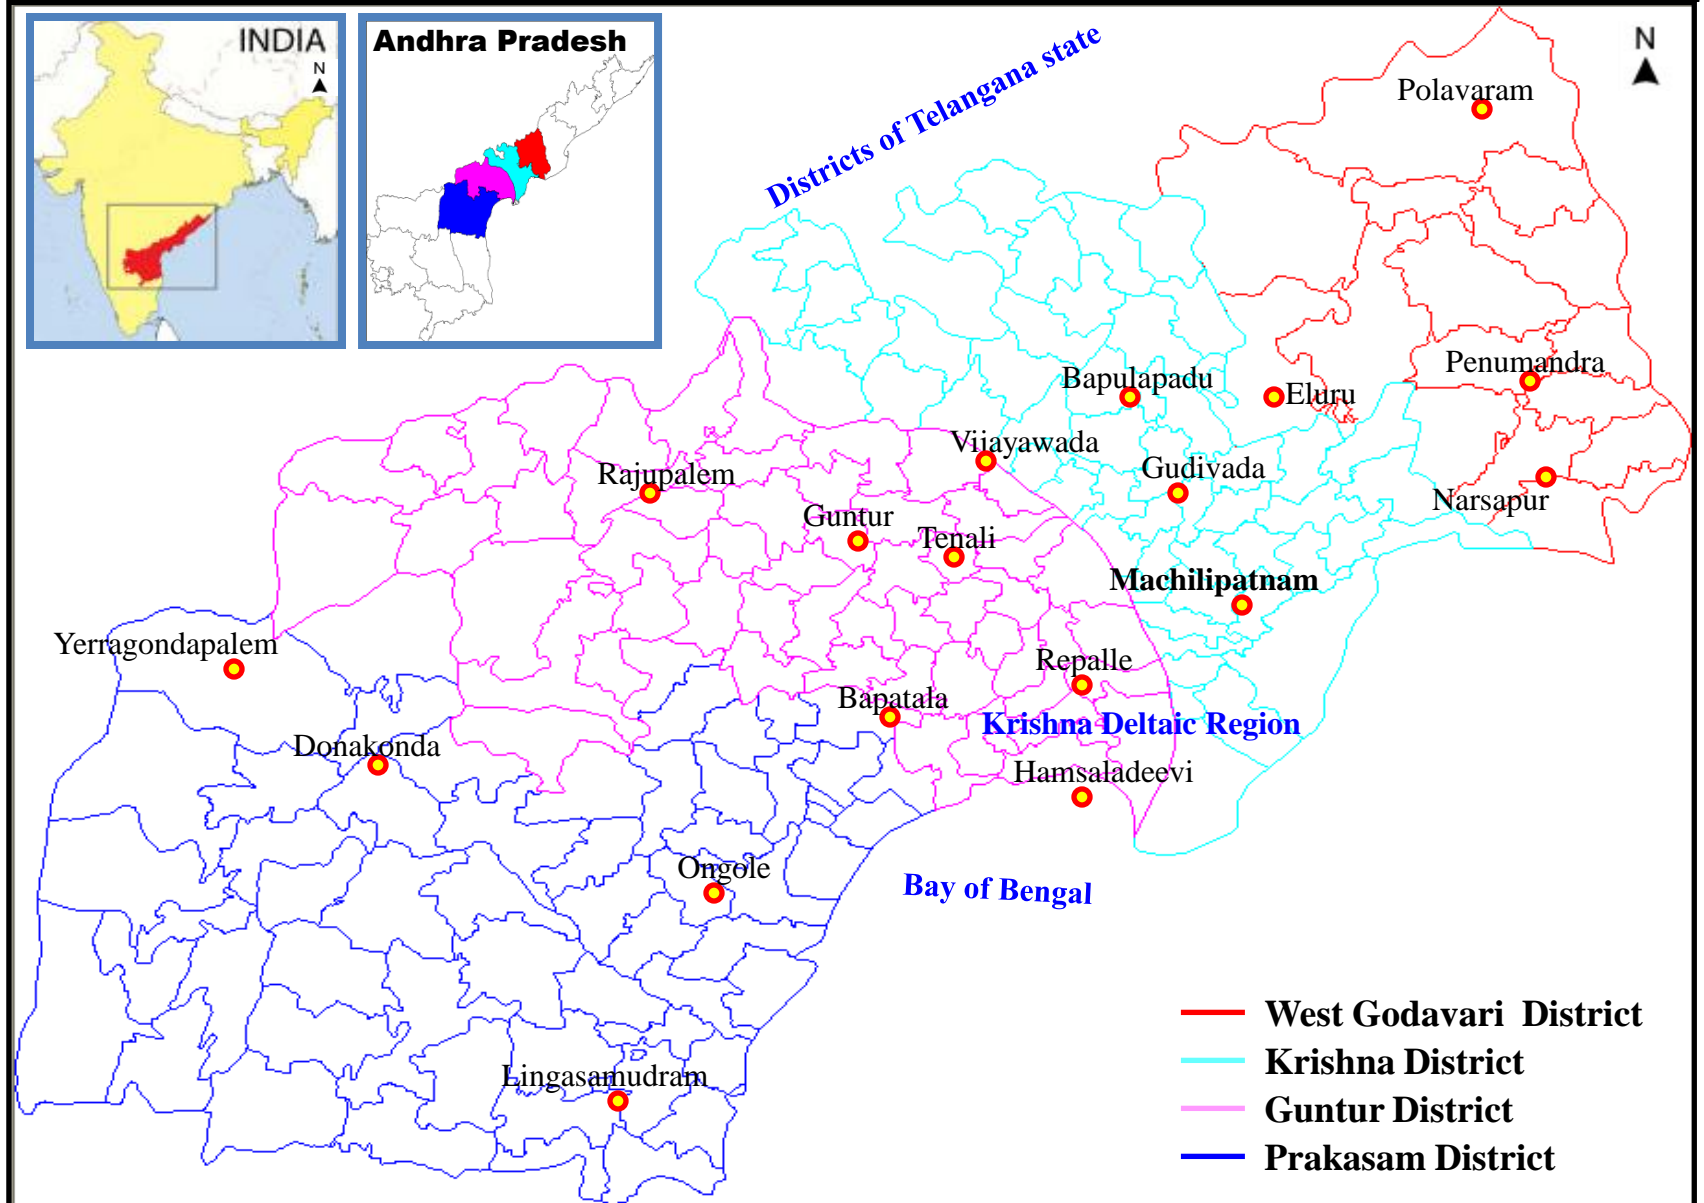 INDIA
N
Andhra Pradesh
Districts of Telangana state
N
Polavaram
Penumandra
Bapulapadu
Eluru
Vijayawada
Gudivada
Rajupalem
Narsapur
Guntur
Tenali
Machilipatnam
Yerragondapalem
Repalle
Bapatala
Krishna Deltaic Region
Donakonda
Hamsaladeevi
Ongole
Bay of Bengal
West Godavari District
Krishna District
Lingasamudram
Guntur District
Prakasam District